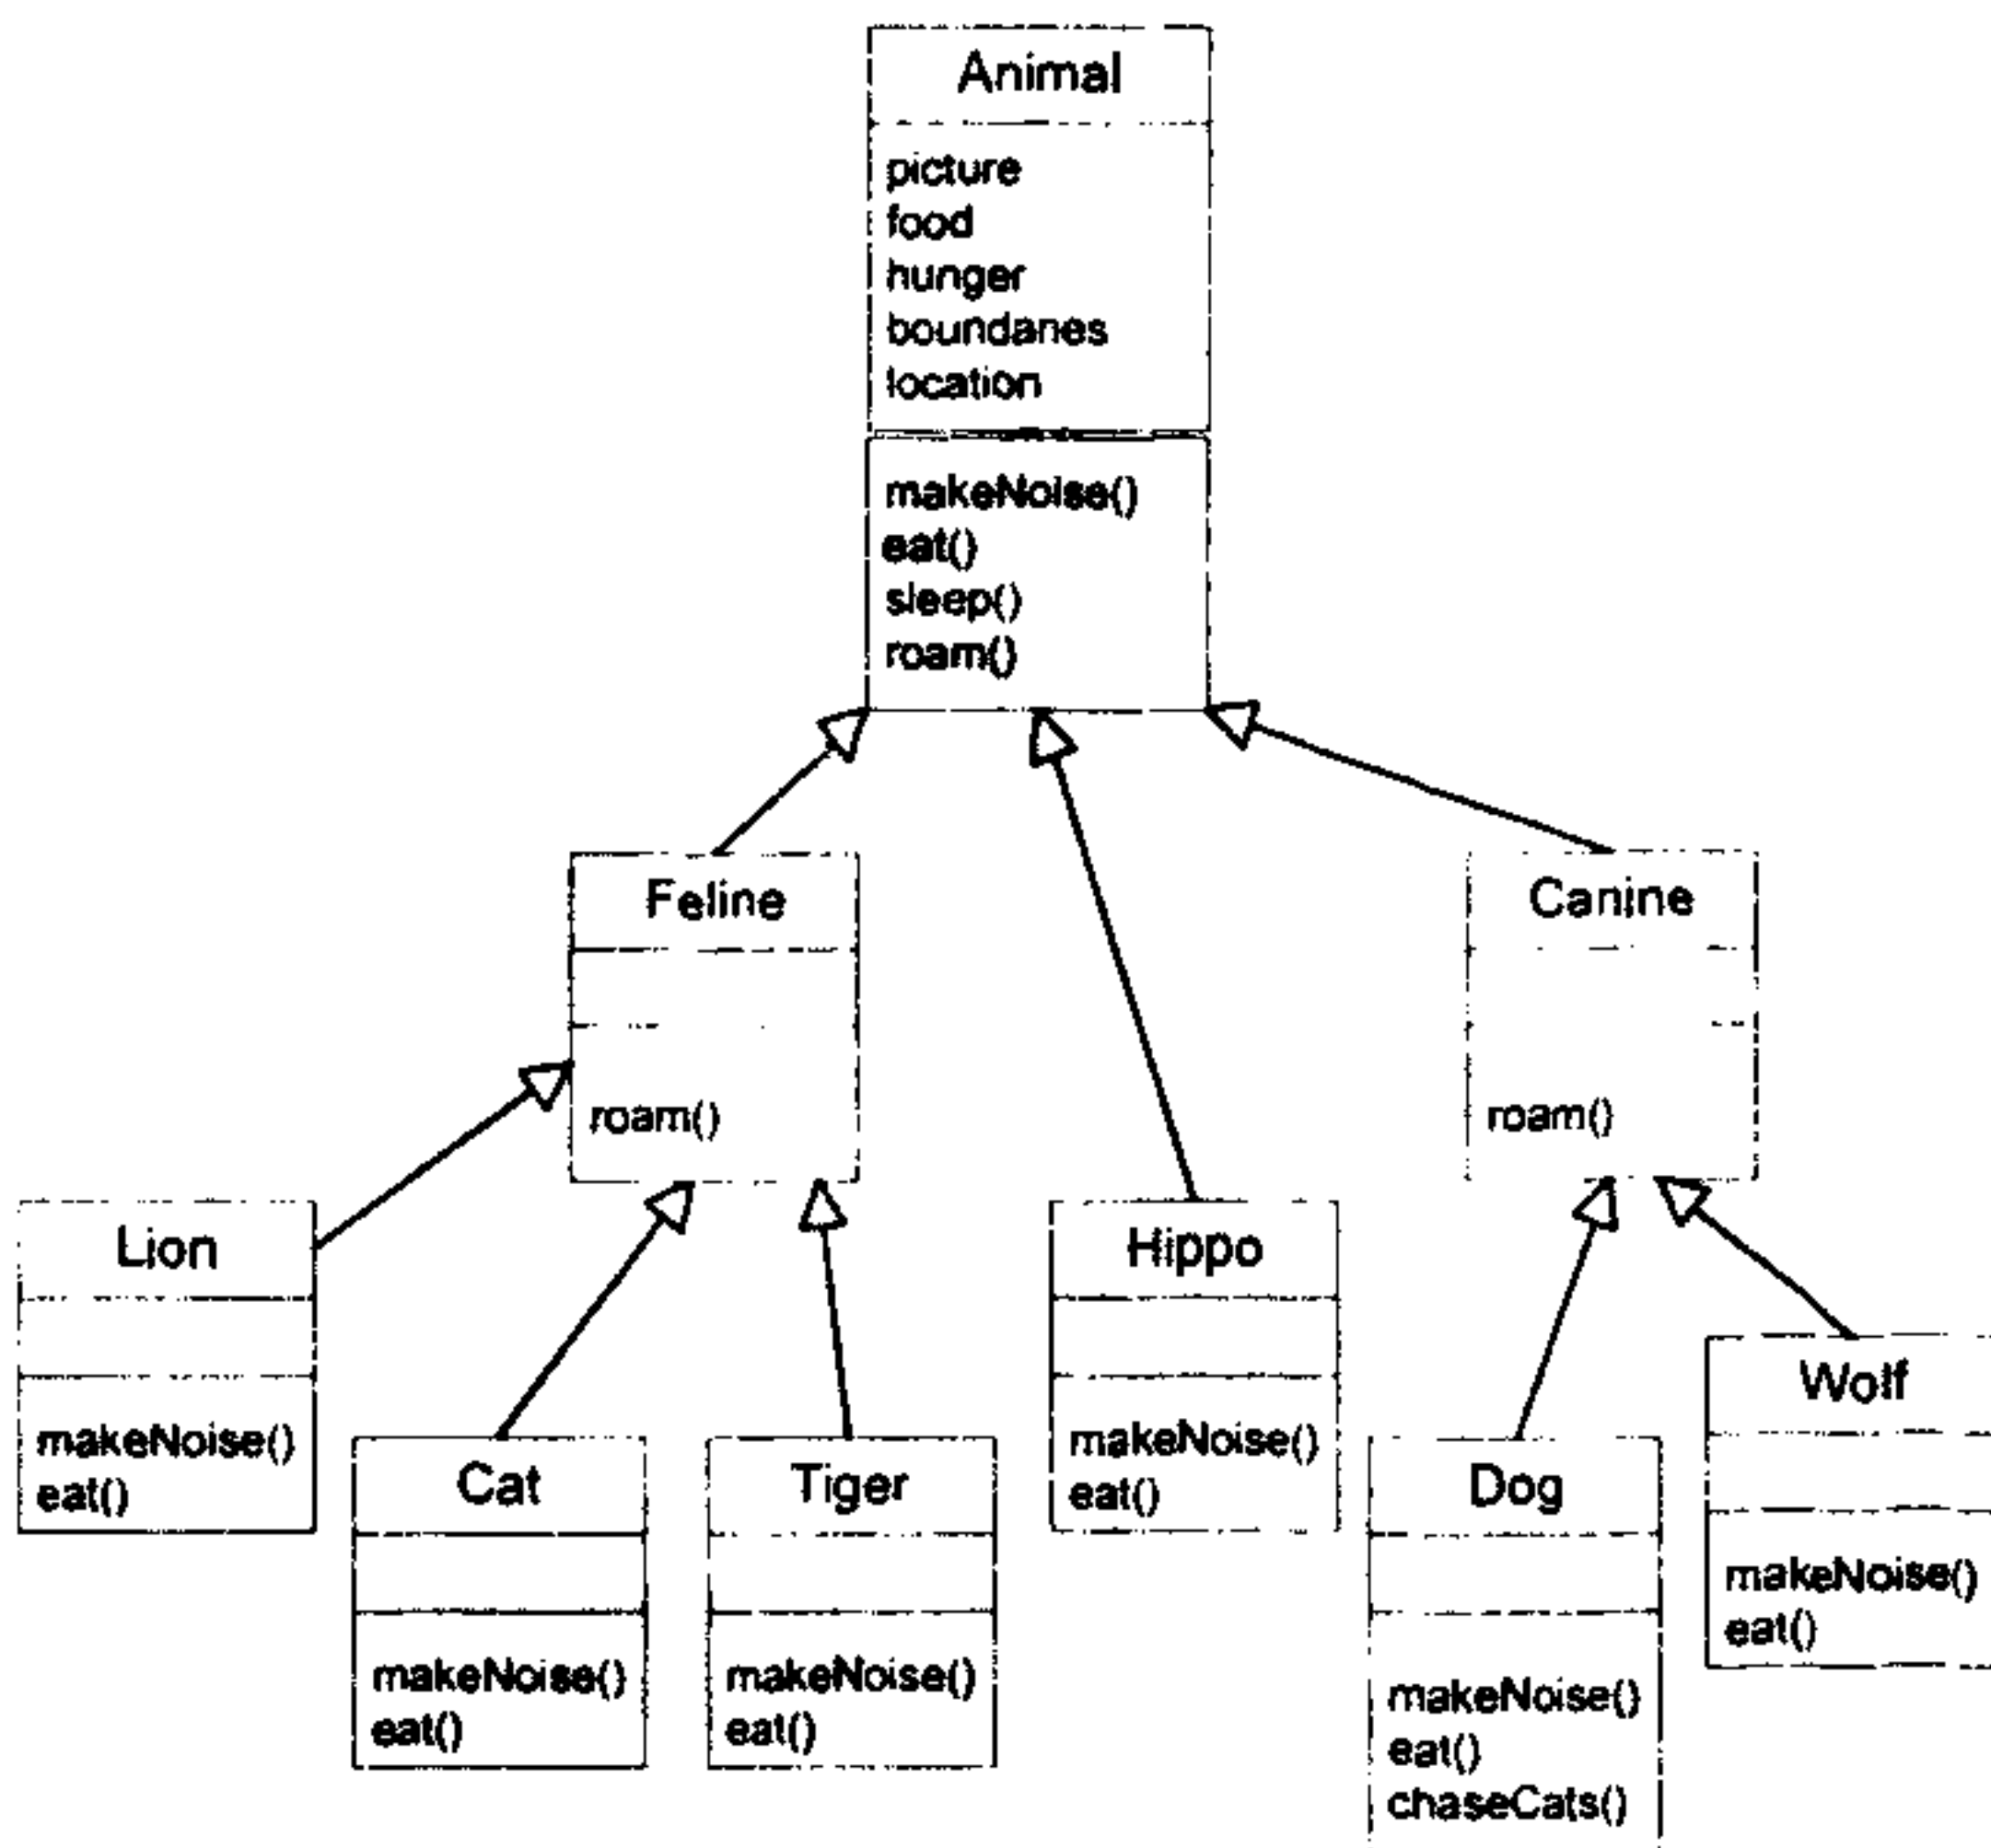 Animal
picture
food
hunger
boundanes
location
makeNoise()
eat()
sleep()
roam()
Feline
roam()
Canine
roam()
Lion
makeNoise()
eat()
Cat
makeNoise()
eat()
Tiger
makeNoise()
eat()
Hippo
makeNoise()
eat()
Dog
makeNoise()
eat()
chaseCats()
Wolf
makeNoise()
eat()